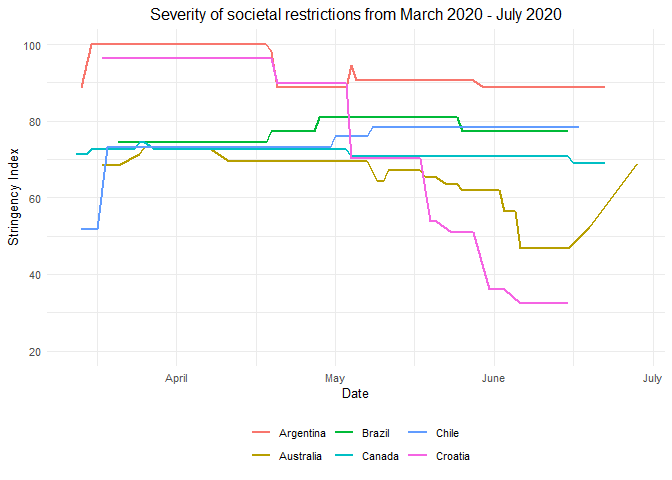 Severity of societal restrictions from March 2020 - July 2020
Stringency Index
100
80
60
40
20
April May June July
Date
Argentina Brazil Chile
Australia Canada Croatia